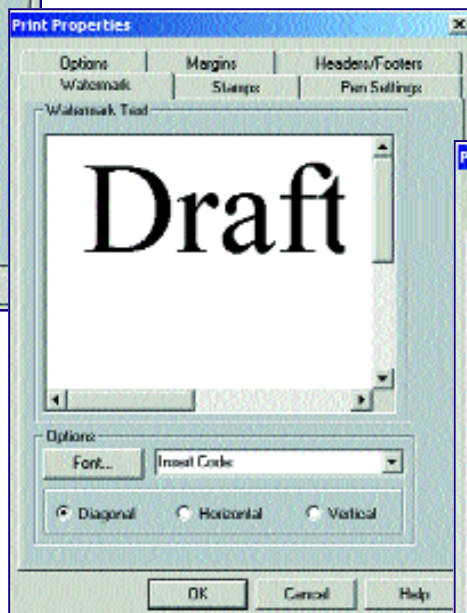 Print Properties
Options Margins Headers/Footers
Watermark Stamps Pen Settings
Watermark Text
Draft
Options
Font... Insert Code:
Diagonal Horizontal Vertical
OK Cancel Help